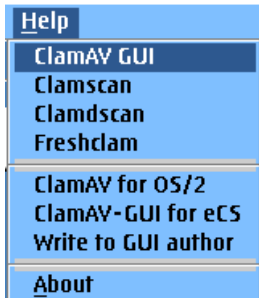 Help
ClamAV GUI
Clamscan
Clamdscan
Freshclam
ClamAV for OS/2
ClamAV-GUI for eCS
Write to GUI author
About